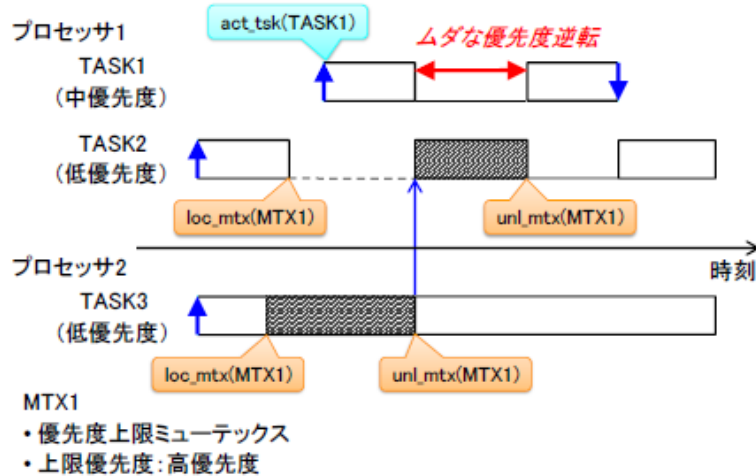 act_tsk(TASK1)
プロセッサ1
TASK1
(中優先度)
ムダな優先度逆転
TASK2
(低優先度)
loc_mtx(MTX1)
unl_mtx(MTX1)
プロセッサ2
時刻
TASK3
(低優先度)
loc_mtx(MTX1)
unl_mtx(MTX1)
MTX1
・優先度上限ミューテックス
・上限優先度:高優先度